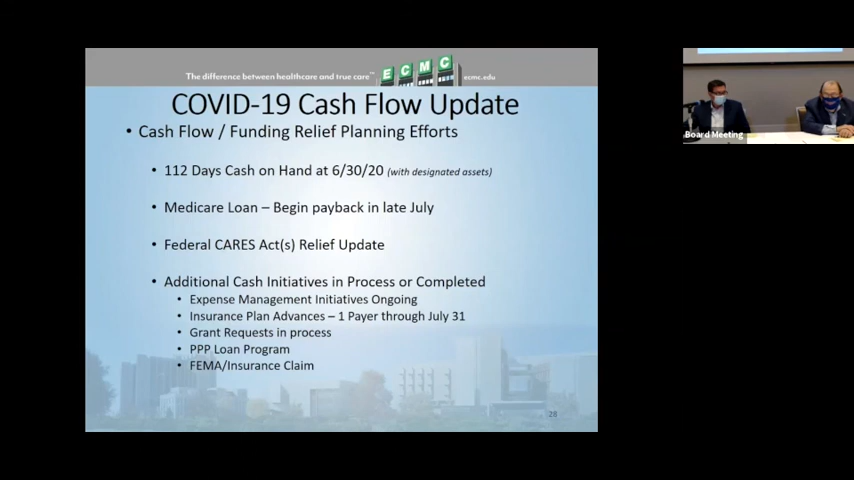 The difference between healthcare and true care™
ECMC
ecmc.edu
COVID-19 Cash Flow Update
• Cash Flow / Funding Relief Planning Efforts
• 112 Days Cash on Hand at 6/30/20 (with designated assets)
• Medicare Loan – Begin payback in late July
• Federal CARES Act(s) Relief Update
• Additional Cash Initiatives in Process or Completed
• Expense Management Initiatives Ongoing
• Insurance Plan Advances – 1 Payer through July 31
• Grant Requests in process
• PPP Loan Program
• FEMA/Insurance Claim
28
Board Meeting